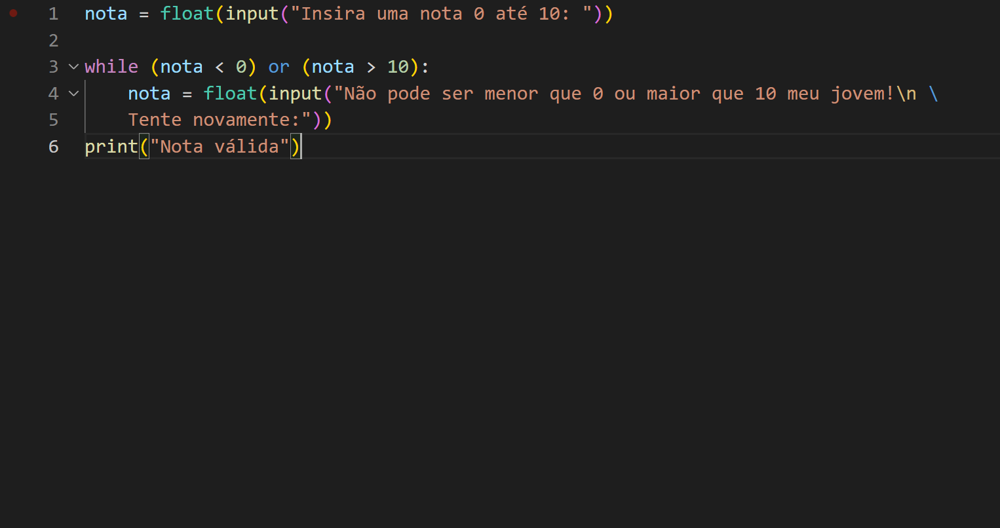 1 nota = float(input("Insira uma nota 0 até 10: "))
2
3 while (nota < 0) or (nota > 10):
4     nota = float(input("Não pode ser menor que 0 ou maior que 10 meu jovem!\n \
5     Tente novamente:"))
6 print("Nota válida")